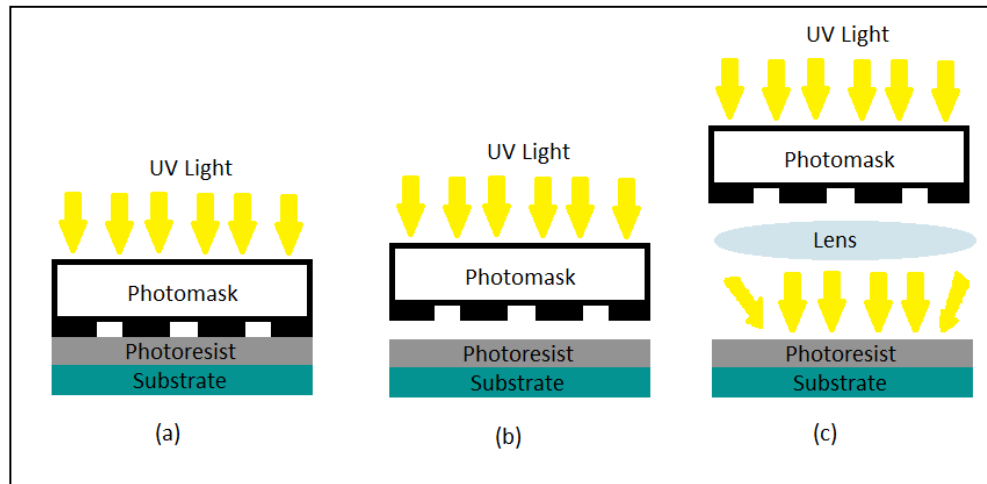 UV Light
Photomask
Photoresist
Substrate
(a)
UV Light
Photomask
Photoresist
Substrate
(b)
UV Light
Photomask
Lens
Photoresist
Substrate
(c)